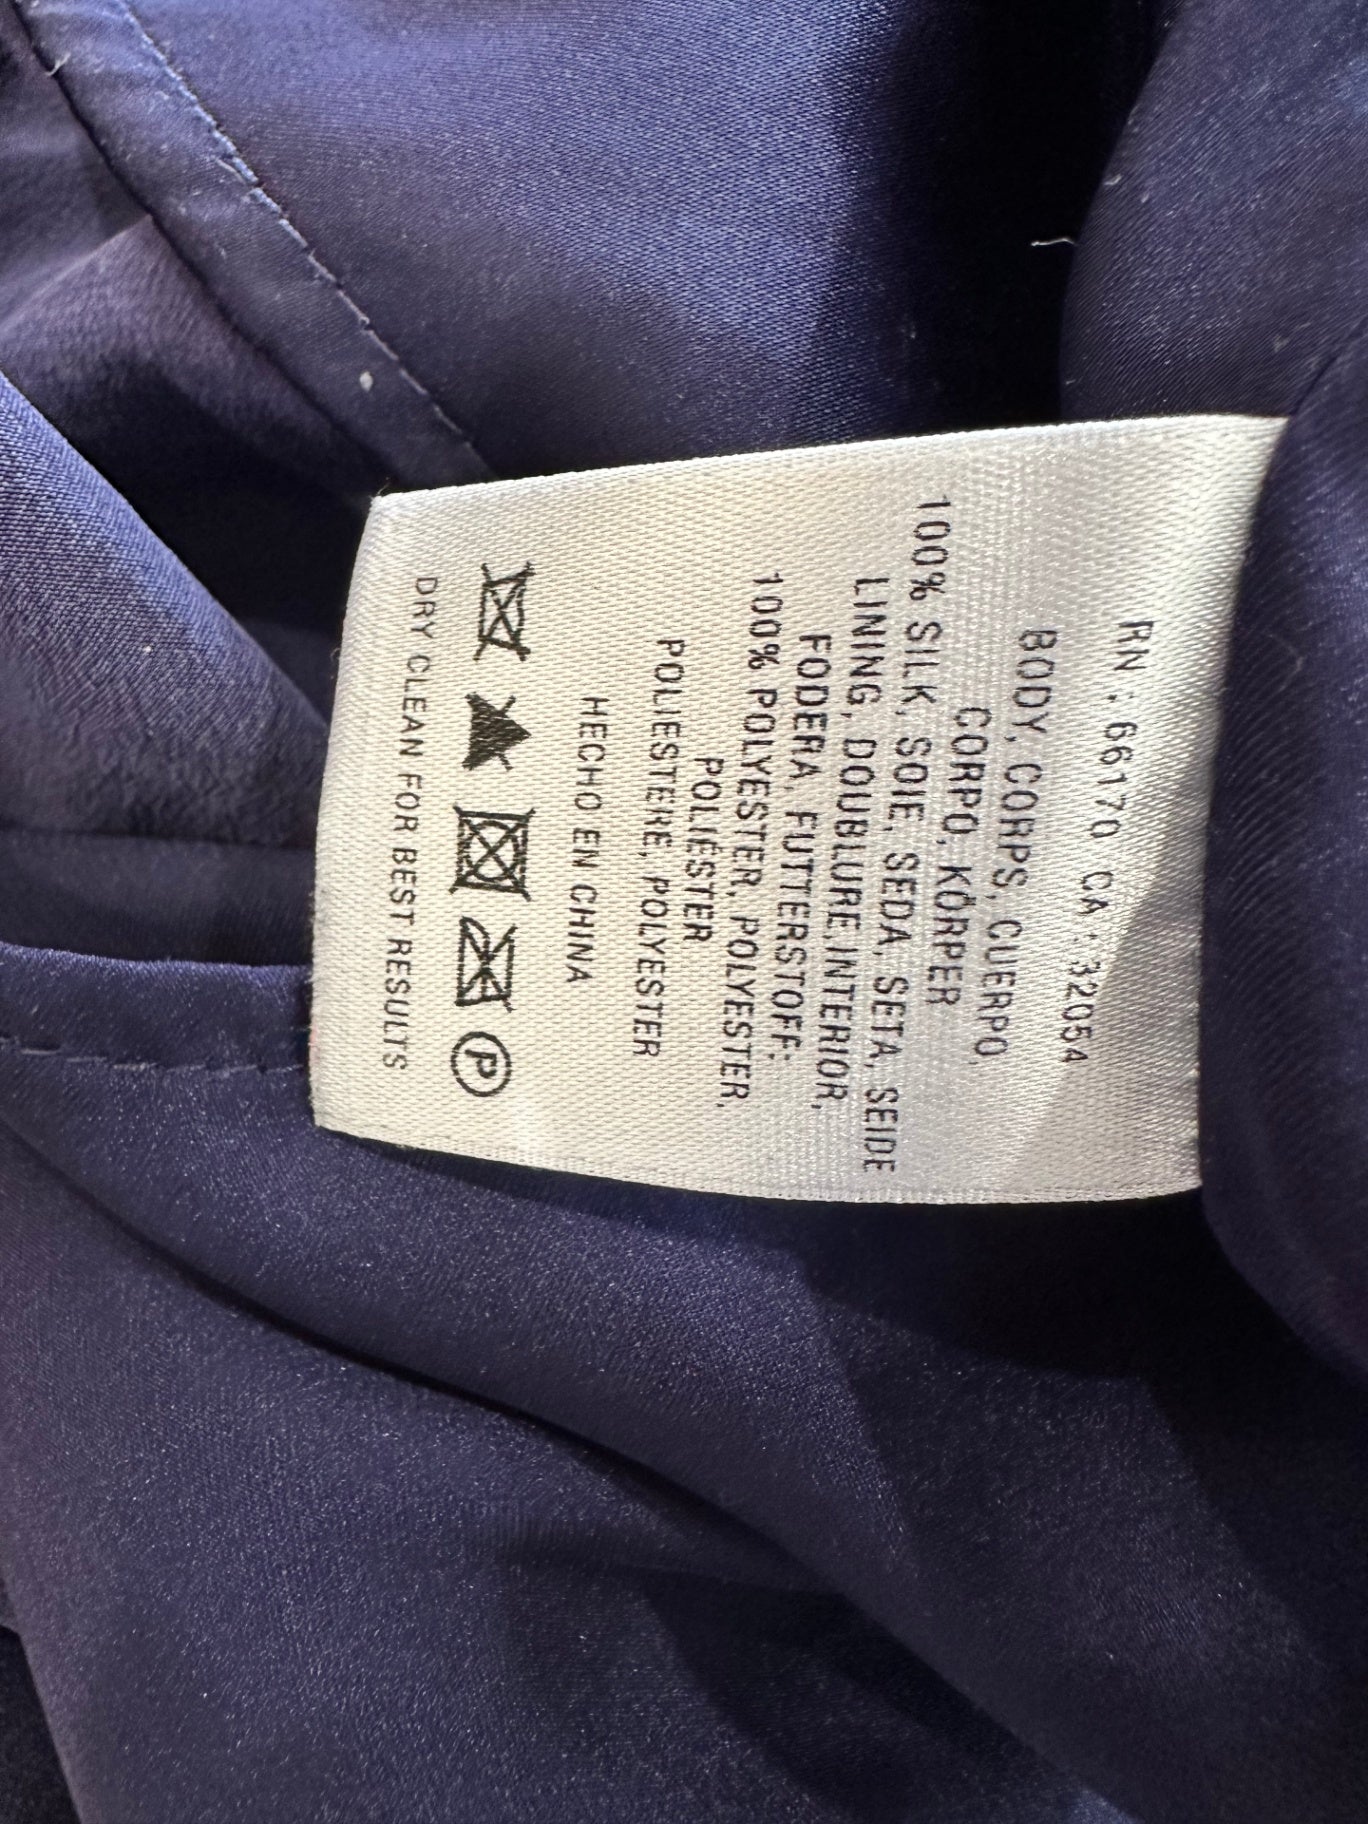 RN : 66170 CA : 32054
BODY, CORPS, CUERPO,
CORPO, KÖRPER
100% SILK, SOIE, SEDA, SETA, SEIDE
LINING, DOUBLURE,INTERIOR,
FODERA, FUTTERSTOFF:
100% POLYESTER, POLYESTER,
POLIÉSTER
POLIESTERE, POLYESTER
HECHO EN CHINA
P
DRY CLEAN FOR BEST RESULTS